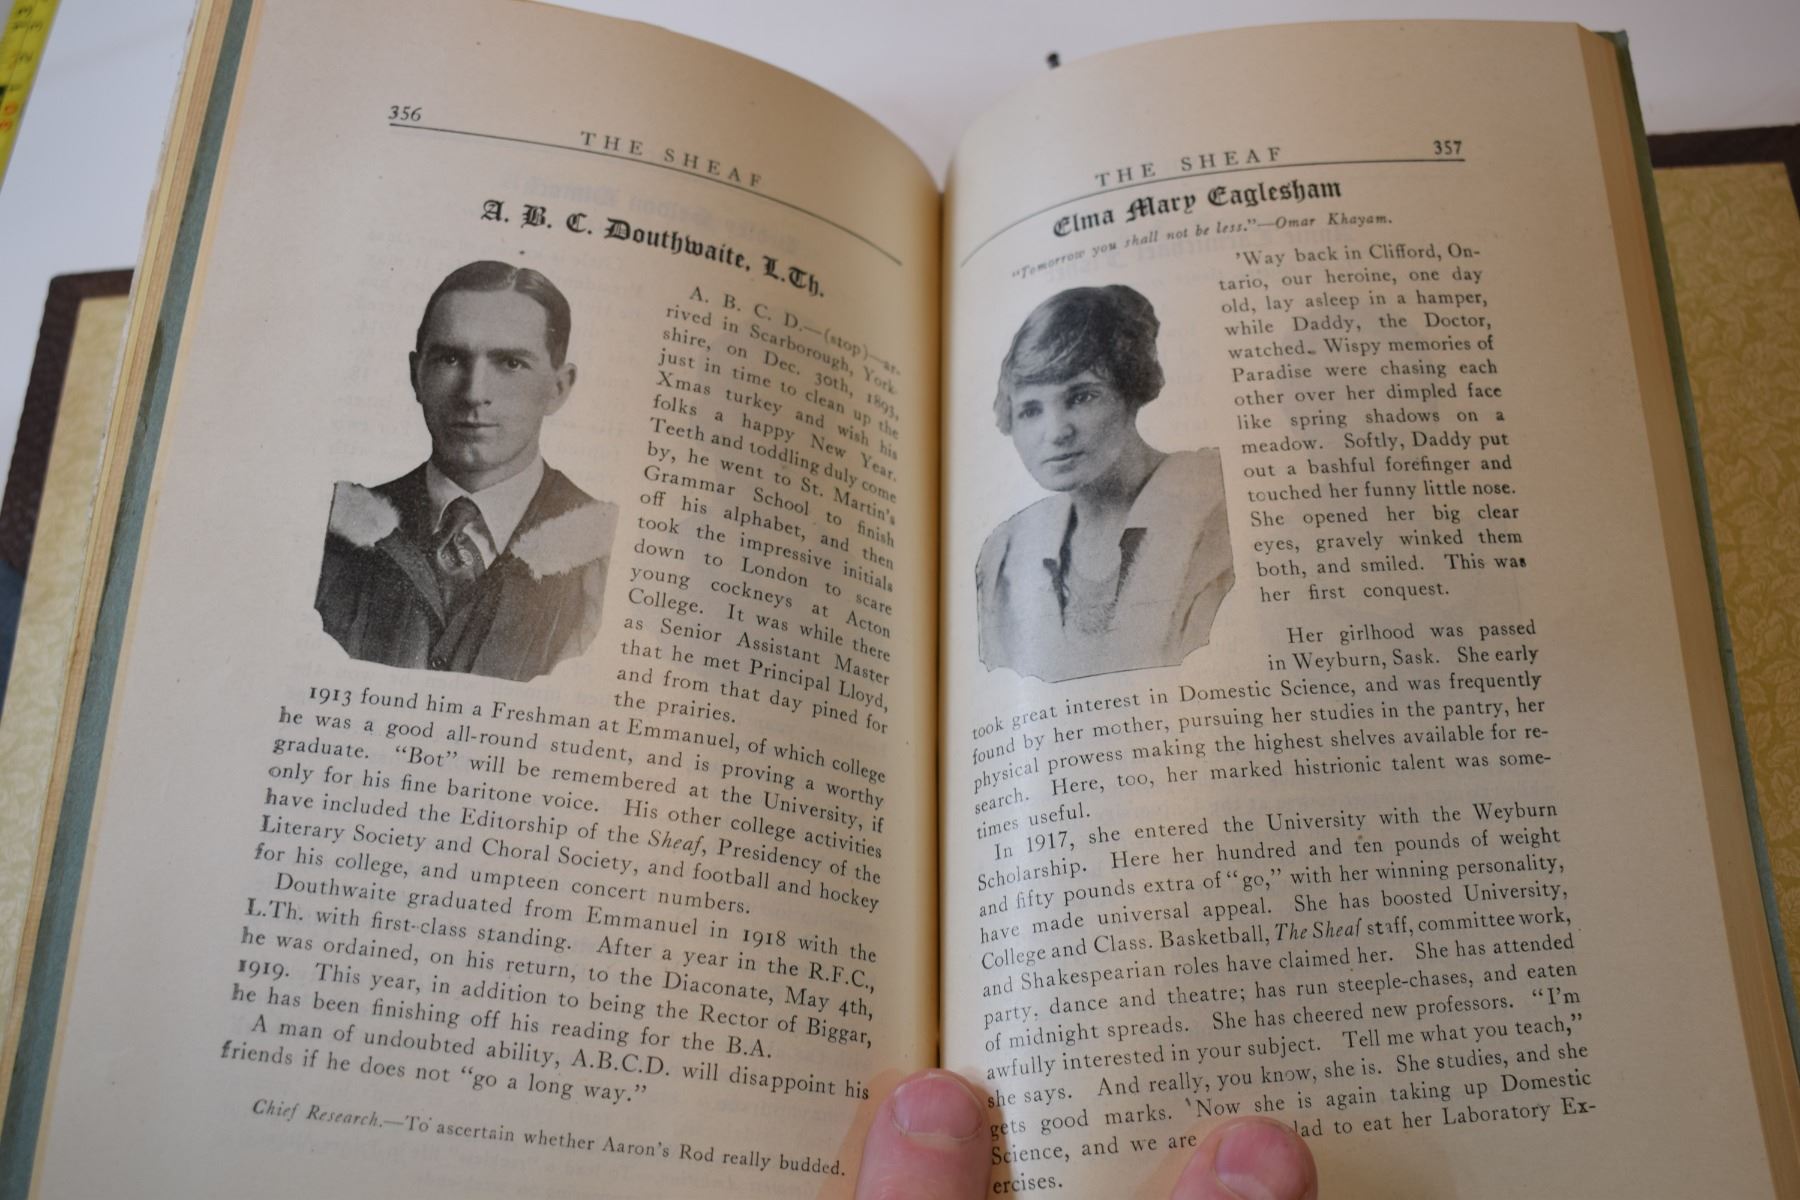 356
THE SHEAF
A. B. C. Douthwaite, L.Th.
A. B. C. D.—(stop)—ar-
rived in Scarborough, York-
shire, on Dec. 30th, 1893,
just in time to clean up the
Xmas turkey and wish his
folks a happy New Year.
Teeth and toddling duly come
by, he went to St. Martin's
Grammar School to finish
off his alphabet, and then
took the impressive initials
down to London to scare
young cockneys at Acton
College. It was while there
as Senior Assistant Master
that he met Principal Lloyd,
and from that day pined for
the prairies.
1913 found him a Freshman at Emmanuel, of which college
he was a good all-round student, and is proving a worthy
graduate. "Bot" will be remembered at the University, if
only for his fine baritone voice. His other college activities
have included the Editorship of the Sheaf, Presidency of the
Literary Society and Choral Society, and football and hockey
for his college, and umpteen concert numbers.
Douthwaite graduated from Emmanuel in 1918 with the
L.Th. with first-class standing. After a year in the R.F.C.,
he was ordained, on his return, to the Diaconate, May 4th,
1919. This year, in addition to being the Rector of Biggar,
he has been finishing off his reading for the B.A.
A man of undoubted ability, A.B.C.D. will disappoint his
friends if he does not "go a long way."
Chief Research.—To ascertain whether Aaron's Rod really budded.
357
THE SHEAF
Elma Mary Eaglesham
"Tomorrow you shall not be less."—Omar Khayam.
'Way back in Clifford, On-
tario, our heroine, one day
old, lay asleep in a hamper,
while Daddy, the Doctor,
watched. Wispy memories of
Paradise were chasing each
other over her dimpled face
like spring shadows on a
meadow. Softly, Daddy put
out a bashful forefinger and
touched her funny little nose.
She opened her big clear
eyes, gravely winked them
both, and smiled. This was
her first conquest.
Her girlhood was passed
in Weyburn, Sask. She early
took great interest in Domestic Science, and was frequently
found by her mother, pursuing her studies in the pantry, her
physical prowess making the highest shelves available for re-
search. Here, too, her marked histrionic talent was some-
times useful.
In 1917, she entered the University with the Weyburn
Scholarship. Here her hundred and ten pounds of weight
and fifty pounds extra of "go," with her winning personality,
have made universal appeal. She has boosted University,
College and Class. Basketball, The Sheaf staff, committee work,
and Shakespearian roles have claimed her. She has attended
party, dance and theatre; has run steeple-chases, and eaten
of midnight spreads. She has cheered new professors. "I'm
awfully interested in your subject. Tell me what you teach,"
she says. And really, you know, she is. She studies, and she
gets good marks. Now she is again taking up Domestic
Science, and we are lad to eat her Laboratory Ex-
ercises.